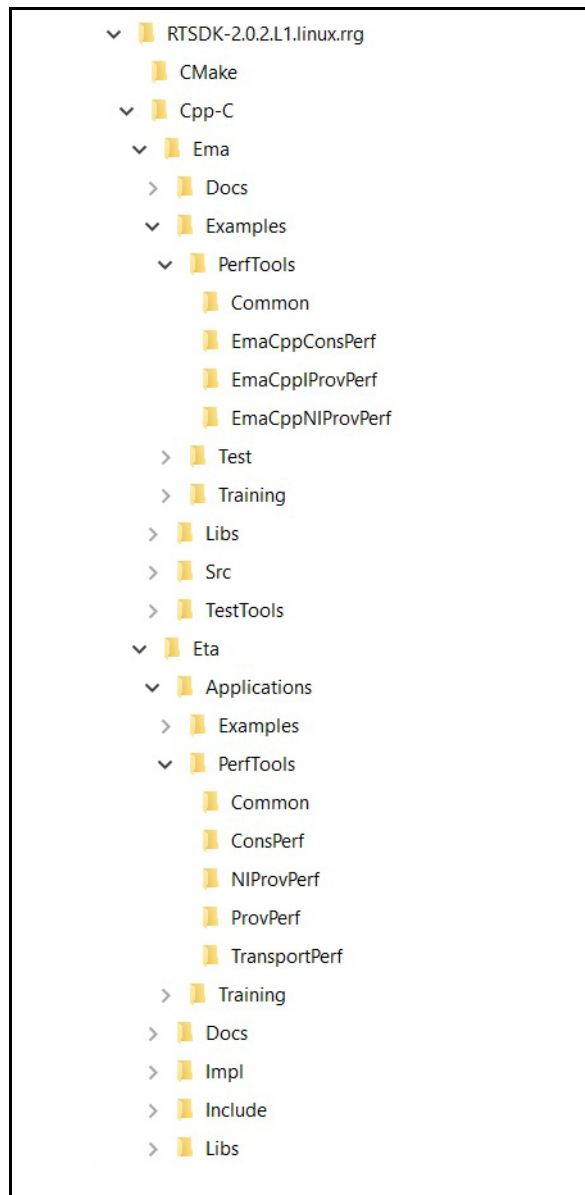 RTSDK-2.0.2.L1.linux.rrg
CMake
Cpp-C
Ema
Docs
Examples
PerfTools
Common
EmaCppConsPerf
EmaCppIProvPerf
EmaCppNIProvPerf
Test
Training
Libs
Src
TestTools
Eta
Applications
Examples
PerfTools
Common
ConsPerf
NIProvPerf
ProvPerf
TransportPerf
Training
Docs
Impl
Include
Libs